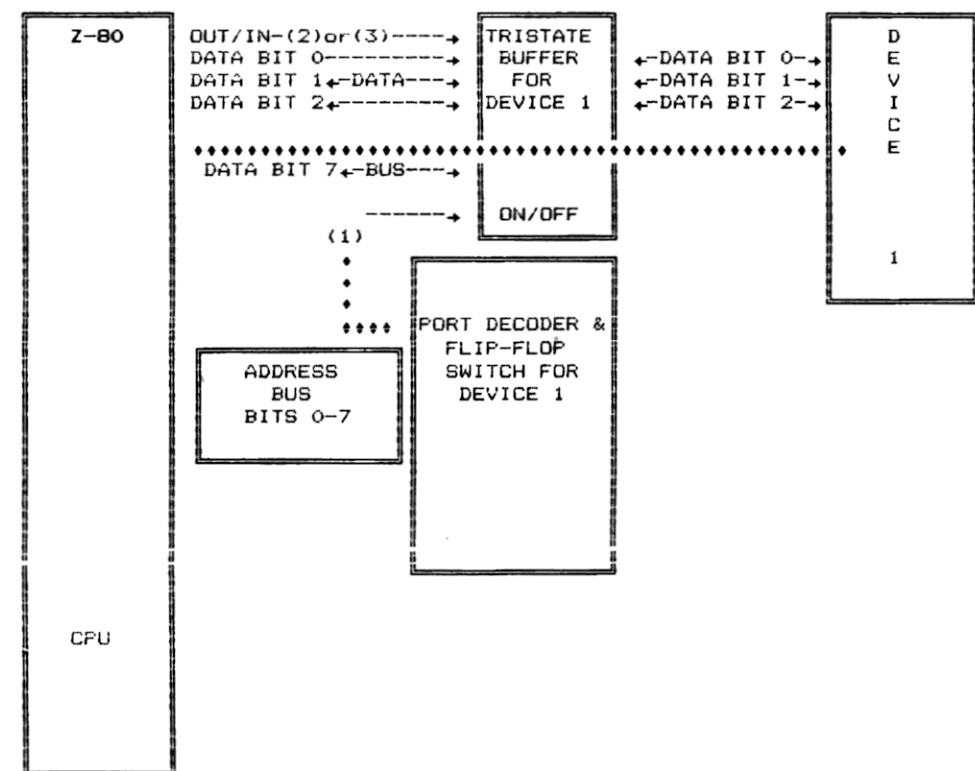 Z-80
OUT/IN-(2)or(3)----→
DATA BIT 0-----------→
DATA BIT 1←-DATA----→
DATA BIT 2←---------→
DATA BIT 7←-BUS---→
-------→
(1)
TRISTATE
BUFFER
FOR
DEVICE 1
ON/OFF
←-DATA BIT 0-→
←-DATA BIT 1-→
←-DATA BIT 2-→
D
E
V
I
C
E
1
PORT DECODER &
FLIP-FLOP
SWITCH FOR
DEVICE 1
ADDRESS
BUS
BITS 0-7
CPU